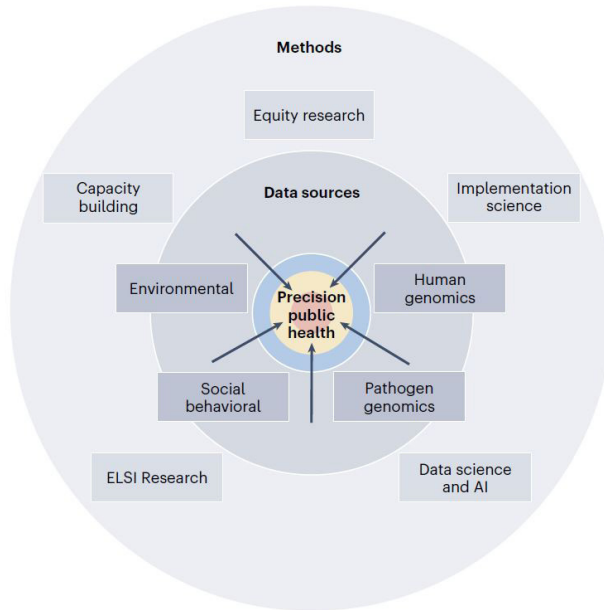 Methods
Equity research
Capacity
building
Data sources
Implementation
science
Environmental
Precision
public
health
Human
genomics
Social
behavioral
Pathogen
genomics
ELSI Research
Data science
and AI